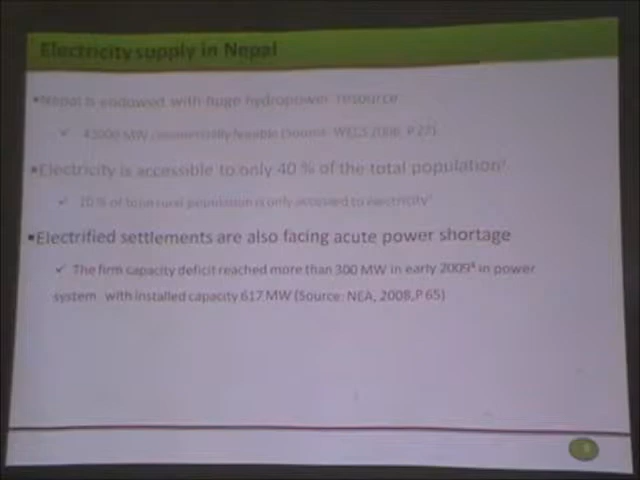 Electricity supply in Nepal
▪Nepal is endowed with huge hydropower resource
✓ 42000 MW commercially feasible (Source: WECS 2006, P 27)
▪Electricity is accessible to only 40 % of the total population
✓ % of total rural population is only accessed to electricity
▪Electrified settlements are also facing acute power shortage
✓ The firm capacity deficit reached more than 300 MW in early 2009 in power
system with installed capacity 617 MW (Source: NEA, 2008,P 65)